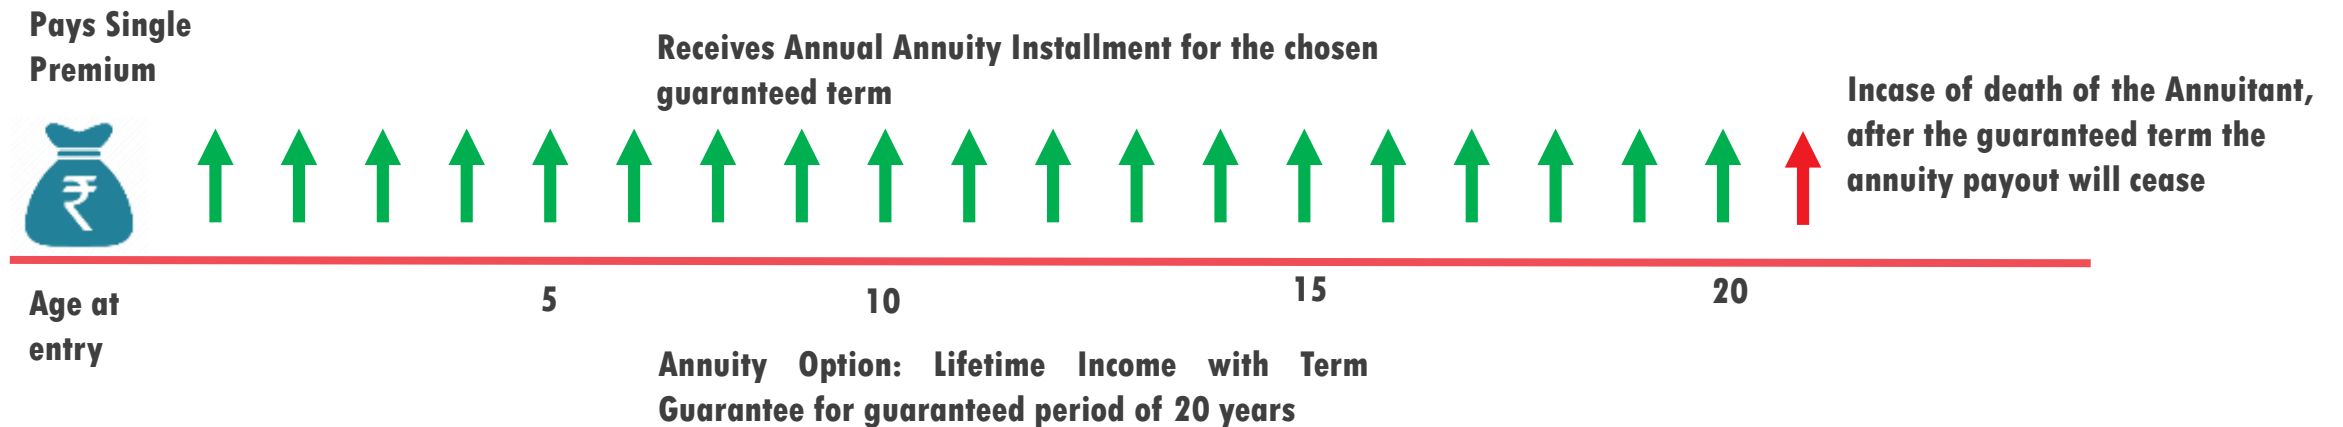 Pays Single
Premium
Receives Annual Annuity Installment for the chosen
guaranteed term
Incase of death of the Annuitant,
after the guaranteed term the
annuity payout will cease
₹
Age at
entry
5
10
15
20
Annuity Option: Lifetime Income with Term
Guarantee for guaranteed period of 20 years